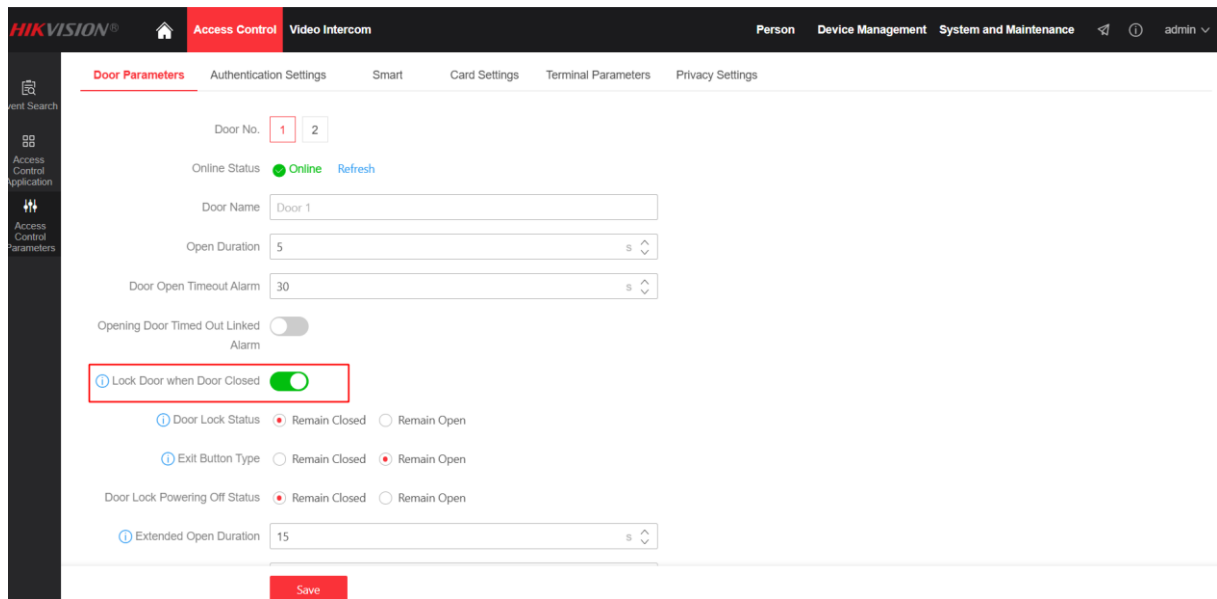 HIKVISION®
Access Control
Video Intercom
Person
Device Management
System and Maintenance
admin
vent Search
Access
Control
Application
Access
Control
Parameters
Door Parameters
Authentication Settings
Smart
Card Settings
Terminal Parameters
Privacy Settings
Door No. 1 2
Online Status Online Refresh
Door Name Door 1
Open Duration 5 s
Door Open Timeout Alarm 30 s
Opening Door Timed Out Linked
Alarm
Lock Door when Door Closed
Door Lock Status Remain Closed Remain Open
Exit Button Type Remain Closed Remain Open
Door Lock Powering Off Status Remain Closed Remain Open
Extended Open Duration 15 s
Save